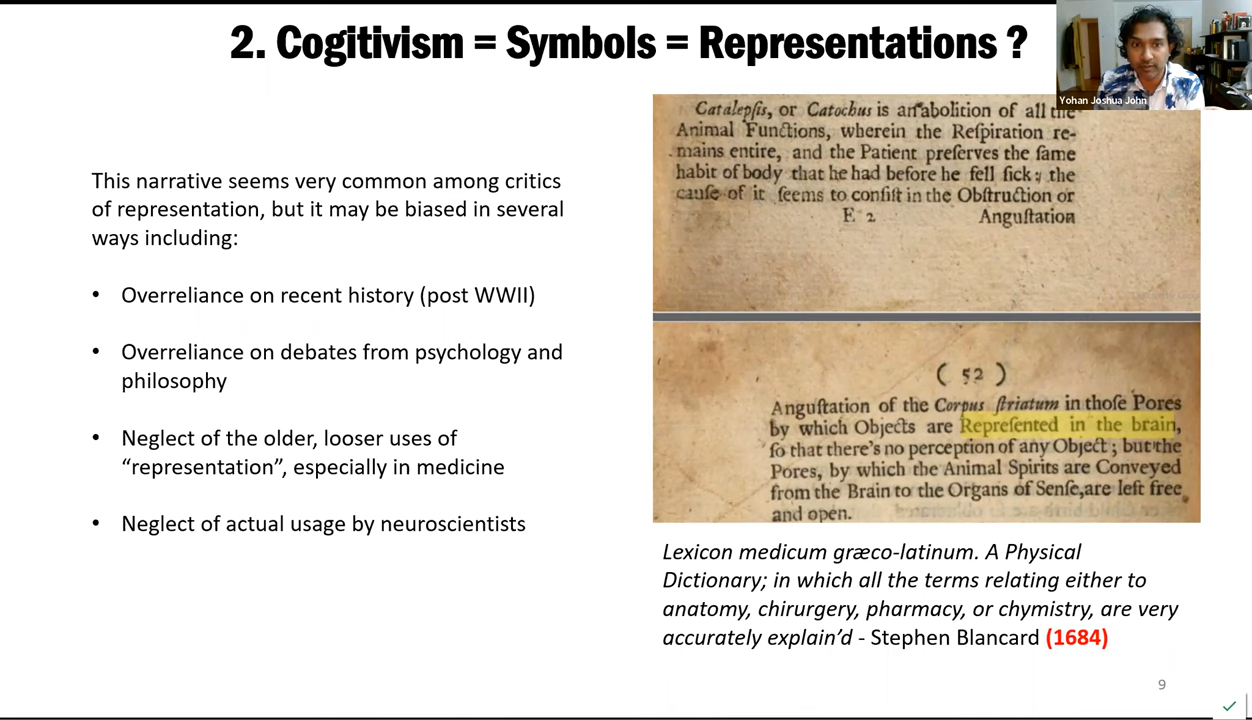 2. Cogitivism = Symbols = Representations ?
Yohan Joshua John
This narrative seems very common among critics
of representation, but it may be biased in several
ways including:
• Overreliance on recent history (post WWII)
• Overreliance on debates from psychology and
philosophy
• Neglect of the older, looser uses of
“representation”, especially in medicine
• Neglect of actual usage by neuroscientists
Catalepſis, or Catochus is an abolition of all the
Animal Functions, wherein the Reſpiration re-
mains entire, and the Patient preſerves the ſame
habit of body that he had before he fell ſick; the
cauſe of it ſeems to conſiſt in the Obſtruction or
E 2 Anguſtation
( 52 )
Anguſtation of the Corpus ſtriatum in thoſe Pores
by which Objects are Repreſented in the brain,
ſo that there's no perception of any Object; but the
Pores, by which the Animal Spirits are Conveyed
from the Brain to the Organs of Senſe, are left free
and open.
Lexicon medicum græco-latinum. A Physical
Dictionary; in which all the terms relating either to
anatomy, chirurgery, pharmacy, or chymistry, are very
accurately explain’d - Stephen Blancard (1684)
9